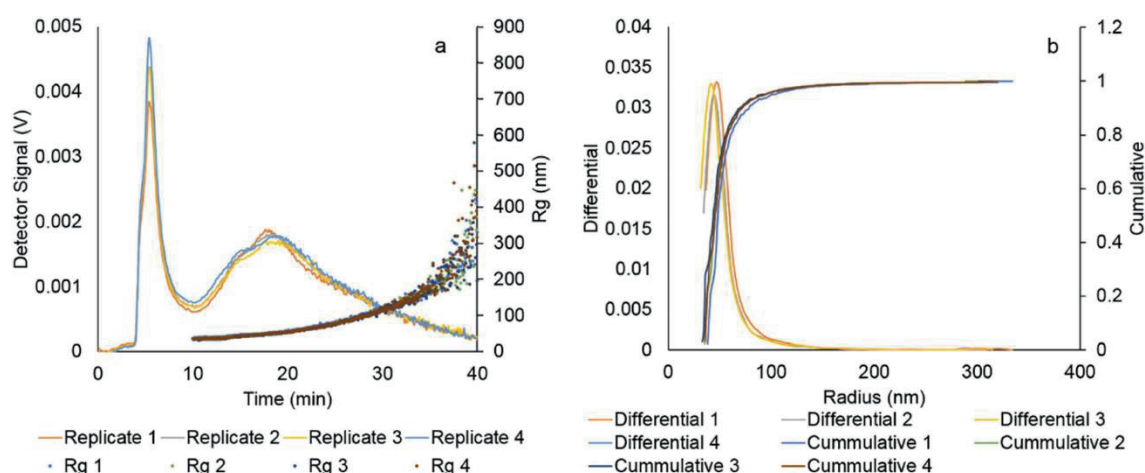 a
0.005
0.004
0.003
0.002
0.001
0
Detector Signal (V)
900
800
700
600
500
400
300
200
100
0
Rg (nm)
0 10 20 30 40
Time (min)
Replicate 1 Replicate 2 Replicate 3 Replicate 4
Rg 1 Rg 2 Rg 3 Rg 4
b
0.04
0.035
0.03
0.025
0.02
0.015
0.01
0.005
0
Differential
1.2
1
0.8
0.6
0.4
0.2
0
Cumulative
0 100 200 300 400
Radius (nm)
Differential 1 Differential 2 Differential 3
Differential 4 Cummulative 1 Cummulative 2
Cummulative 3 Cummulative 4